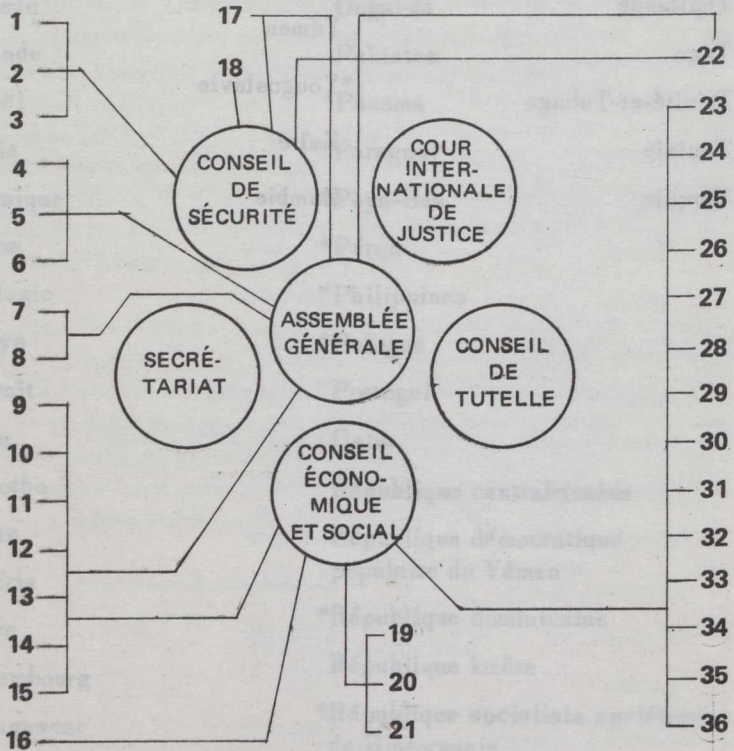 1
2
3
4
5
6
7
8
9
10
11
12
13
14
15
16
17
18
CONSEIL
DE
SÉCURITÉ
COUR
INTER-
NATIONALE
DE
JUSTICE
ASSEMBLÉE
GÉNÉRALE
SECRÉ-
TARIAT
CONSEIL
DE
TUTELLE
CONSEIL
ÉCONO-
MIQUE
ET SOCIAL
19
20
21
22
23
24
25
26
27
28
29
30
31
32
33
34
35
36